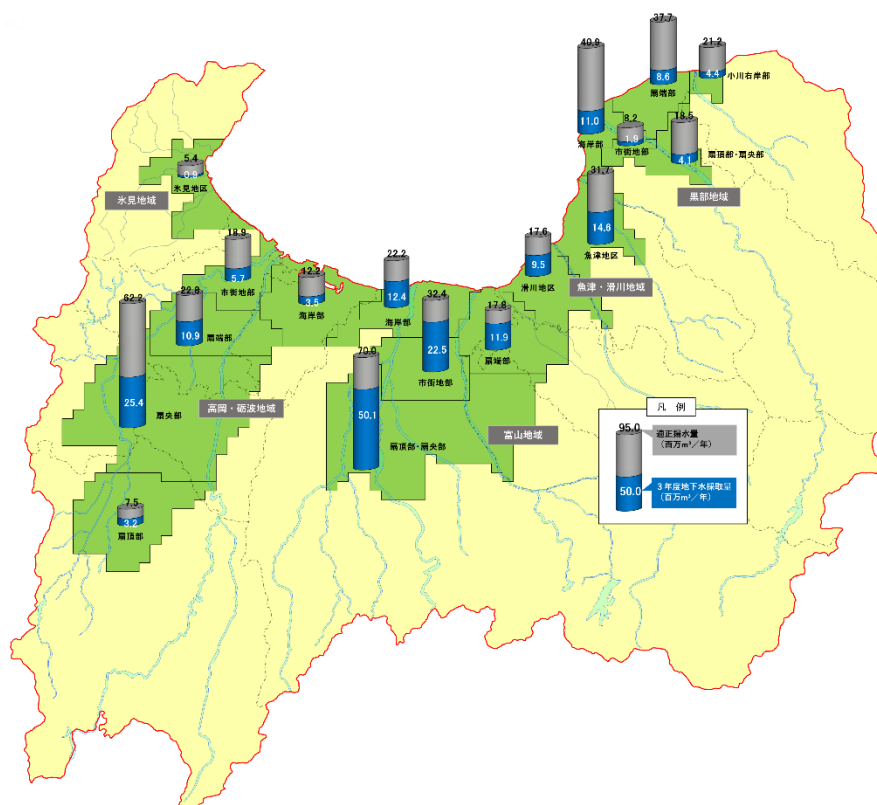 37.7
8.6
扇端部
21.2
4.4
小川右岸部
40.9
11.0
海岸部
8.2
1.9
市街地部
18.5
4.1
扇頂部・扇央部
黒部地域
5.4
0.9
氷見地区
氷見地域
31.7
14.6
魚津地区
17.6
9.5
滑川地区
魚津・滑川地域
18.9
5.7
市街地部
12.2
3.5
海岸部
22.2
12.4
海岸部
62.2
25.4
扇央部
22.8
10.9
扇端部
32.4
22.5
市街地部
17.8
11.9
扇端部
70.0
50.1
扇頂部・扇央部
高岡・砺波地域
富山地域
7.5
3.2
扇頂部
凡 例
95.0
適正揚水量
(百万m³/年)
50.0
3年度地下水採取量
(百万m³/年)